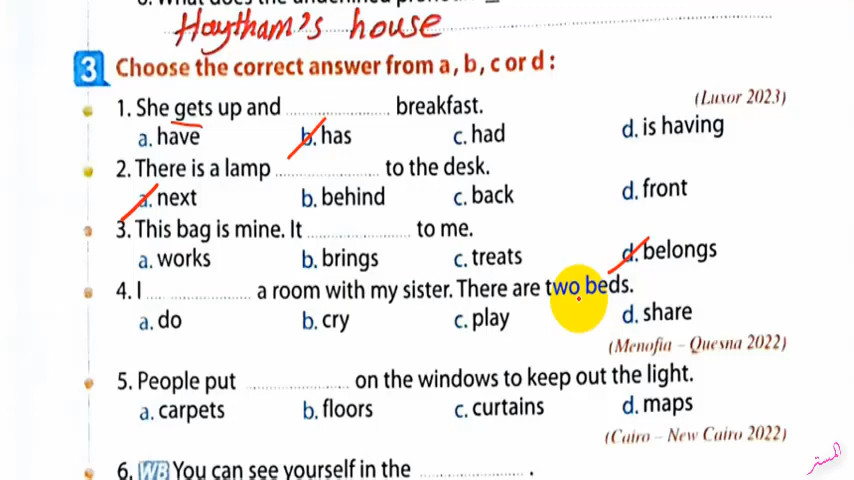 Haytham's house
3 Choose the correct answer from a, b, c or d :
1. She gets up and .................... breakfast. (Luxor 2023)
a. have b. has c. had d. is having
2. There is a lamp .................... to the desk.
a. next b. behind c. back d. front
3. This bag is mine. It .................... to me.
a. works b. brings c. treats d. belongs
4. I .................... a room with my sister. There are two beds.
a. do b. cry c. play d. share
(Menofia – Quesna 2022)
5. People put .................... on the windows to keep out the light.
a. carpets b. floors c. curtains d. maps
(Cairo – New Cairo 2022)
6. WB You can see yourself in the .................... .
المستر